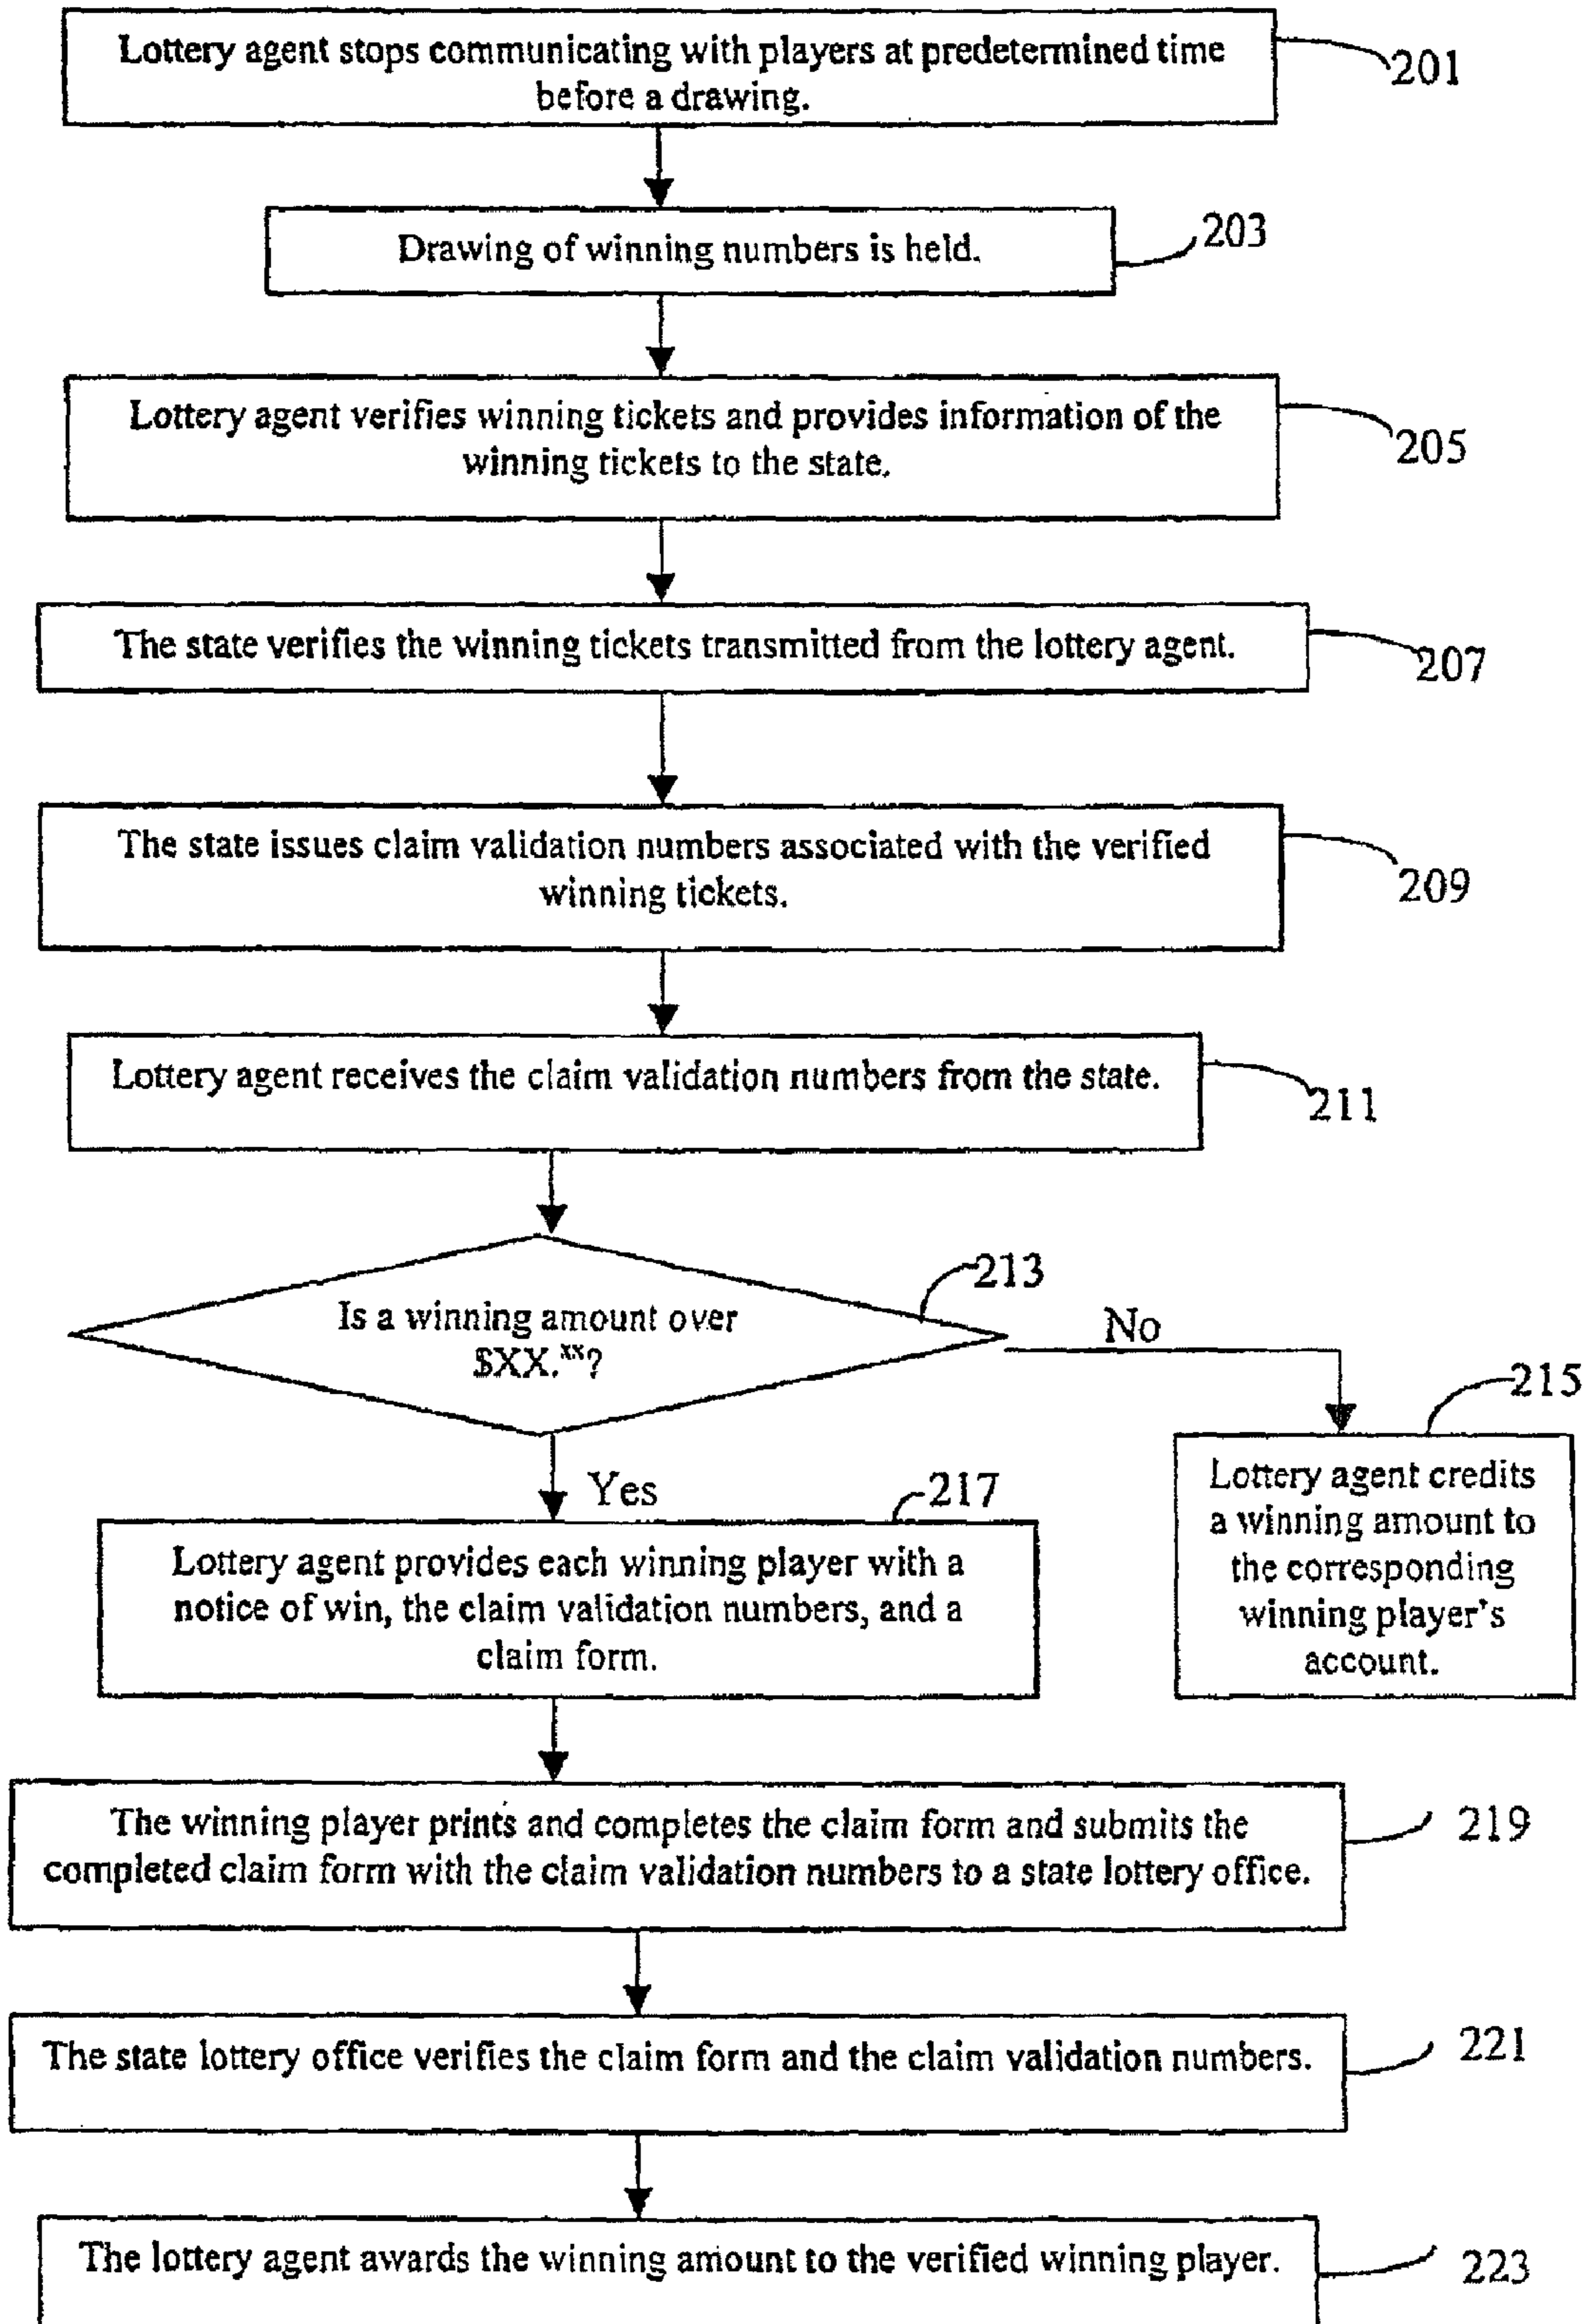 Lottery agent stops communicating with players at predetermined time
before a drawing.
201
Drawing of winning numbers is held.
203
Lottery agent verifies winning tickets and provides information of the
winning tickets to the state.
205
The state verifies the winning tickets transmitted from the lottery agent.
207
The state issues claim validation numbers associated with the verified
winning tickets.
209
Lottery agent receives the claim validation numbers from the state.
211
213
Is a winning amount over
$XX.xx?
No
215
Lottery agent credits
a winning amount to
the corresponding
winning player's
account.
Yes
217
Lottery agent provides each winning player with a
notice of win, the claim validation numbers, and a
claim form.
The winning player prints and completes the claim form and submits the
completed claim form with the claim validation numbers to a state lottery office.
219
The state lottery office verifies the claim form and the claim validation numbers.
221
The lottery agent awards the winning amount to the verified winning player.
223